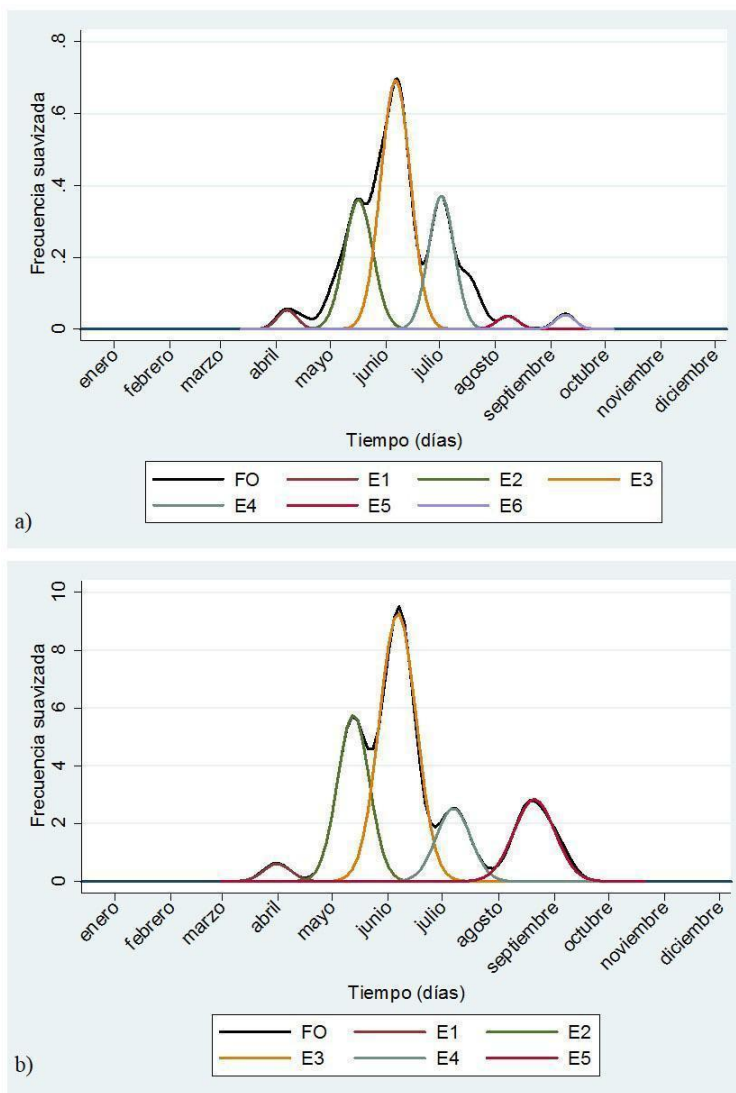 Frecuencia suavizada
.8
.6
.4
.2
0
enero febrero marzo abril mayo junio julio agosto septiembre octubre noviembre diciembre
Tiempo (días)
FO E1 E2 E3
E4 E5 E6
a)
Frecuencia suavizada
10
8
6
4
2
0
enero febrero marzo abril mayo junio julio agosto septiembre octubre noviembre diciembre
Tiempo (días)
FO E1 E2
E3 E4 E5
b)